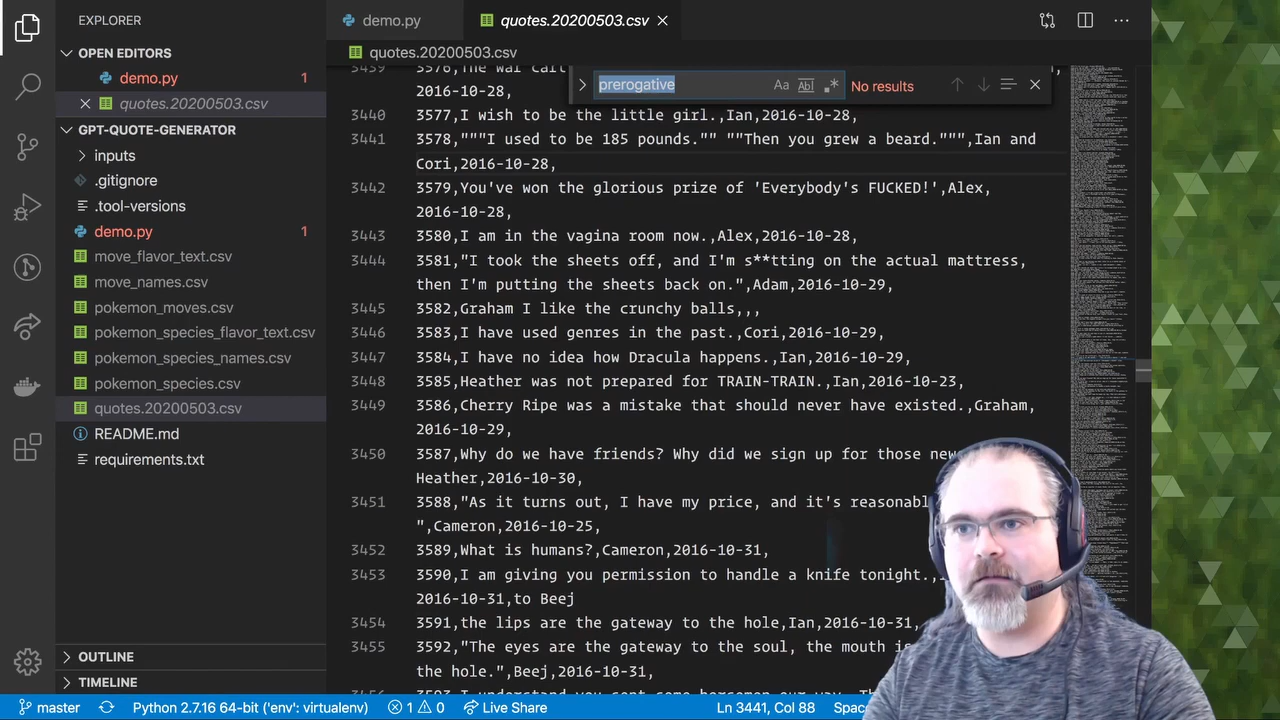 EXPLORER
OPEN EDITORS
demo.py 1
quotes.20200503.csv
GPT-QUOTE-GENERATOR
inputs
.gitignore
.tool-versions
demo.py 1
move_flavor_text.csv
move_names.csv
pokemon_moves.csv
pokemon_species_flavor_text.csv
pokemon_species_names.csv
pokemon_species.csv
quotes.20200503.csv
README.md
requirements.txt
OUTLINE
TIMELINE
demo.py
quotes.20200503.csv
quotes.20200503.csv
prerogative
Aa
No results
3439 3576,The
2016-10-28,
3440 3577,I wish to be the little girl.,Ian,2016-10-28,
3441 3578,"""I used to be 185 pounds."" ""Then you grew a beard.""",Ian and
Cori,2016-10-28,
3442 3579,You've won the glorious prize of 'Everybody's FUCKED!',Alex,
2016-10-28,
3443 3580,I am in the vagina room now.,Alex,2016-10-28,
3444 3581,"I took the sheets off, and I'm s**tting on the actual mattress,
then I'm putting the sheets back on.",Adam,2016-10-29,
3445 3582,Graham: I like the crunchy balls,,,
3446 3583,I have used genres in the past.,Cori,2016-10-29,
3447 3584,I have no idea how Dracula happens.,Ian,2016-10-29,
3448 3585,Heather was not prepared for TRAIN-TRAIN.,Ian,2016-10-23,
3449 3586,Cherry Ripe was a mistake that should never have existed.,Graham,
2016-10-29,
3450 3587,Why do we have friends? Why did we sign up for those new
Heather,2016-10-30,
3451 3588,"As it turns out, I have my price, and it's
",Cameron,2016-10-25,
3452 3589,What is humans?,Cameron,2016-10-31,
3453 3590,I am giving you permission to handle a knife tonight.,
2016-10-31,to Beej
3454 3591,the lips are the gateway to the hole,Ian,2016-10-31,
3455 3592,"The eyes are the gateway to the soul, the mouth is
the hole.",Beej,2016-10-31,
3456 3593,I understand you sent some horsemen our way.
master
Python 2.7.16 64-bit ('env': virtualenv)
1
0
Live Share
Ln 3441, Col 88